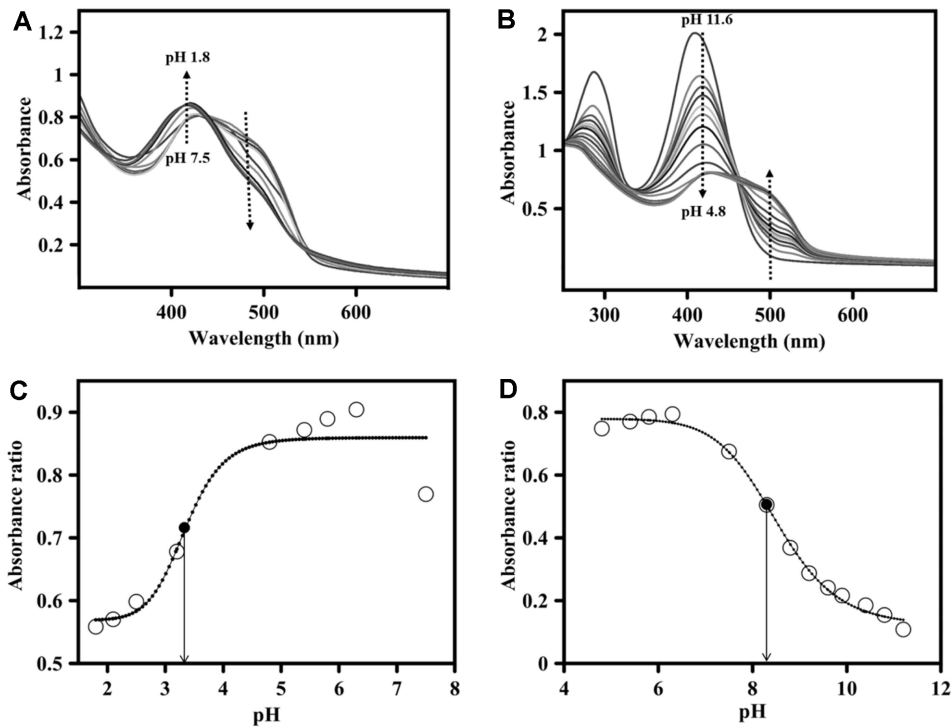 A
1.2
1
0.8
0.6
0.4
0.2
Absorbance
pH 1.8
pH 7.5
400
500
600
Wavelength (nm)
B
2
1.5
1
0.5
Absorbance
pH 11.6
pH 4.8
300
400
500
600
Wavelength (nm)
C
0.9
0.8
0.7
0.6
0.5
Absorbance ratio
2
3
4
5
6
7
8
pH
D
0.8
0.6
0.4
0.2
0
Absorbance ratio
4
6
8
10
12
pH